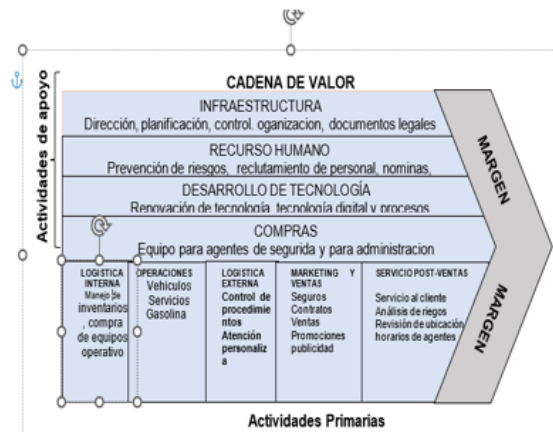 CADENA DE VALOR
Actividades de apoyo
INFRAESTRUCTURA
Dirección, planificación, control. oganizacion, documentos legales
RECURSO HUMANO
Prevención de riesgos, reclutamiento de personal, nominas,
DESARROLLO DE TECNOLOGÍA
Renovación de tecnología, tecnología digital y procesos
COMPRAS
Equipo para agentes de segurida y para administracion
MARGEN
MARGEN
LOGISTICA
INTERNA
Manejo de
inventarios
, compra
de equipos
operativo
OPERACIONES
Vehículos
Servicios
Gasolina
LOGISTICA
EXTERNA
Control de
procedimie
ntos
Atención
personaliz
a
MARKETING Y
VENTAS
Seguros
Contratos
Ventas
Promociones
publicidad
SERVICIO POST-VENTAS
Servicio al cliente
Análisis de riegos
Revisión de ubicación
horarios de agentes
Actividades Primarias